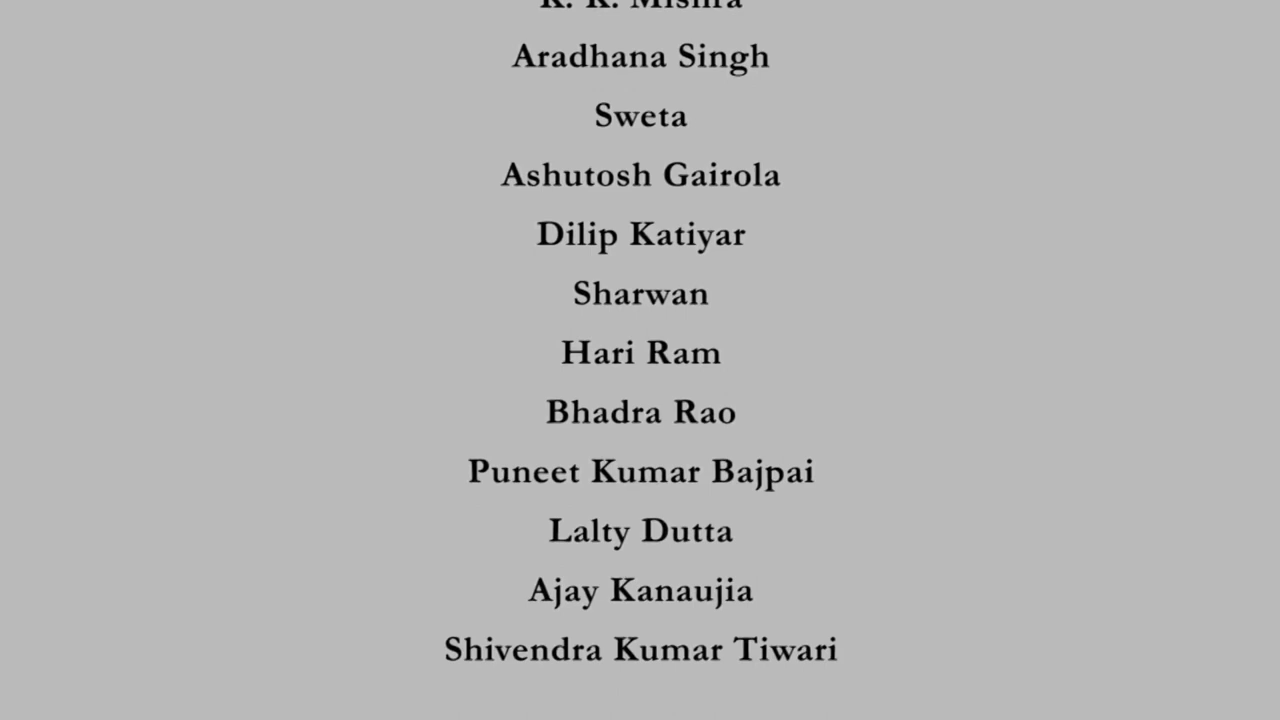 K. K. Mishra
Aradhana Singh
Sweta
Ashutosh Gairola
Dilip Katiyar
Sharwan
Hari Ram
Bhadra Rao
Puneet Kumar Bajpai
Lalty Dutta
Ajay Kanaujia
Shivendra Kumar Tiwari